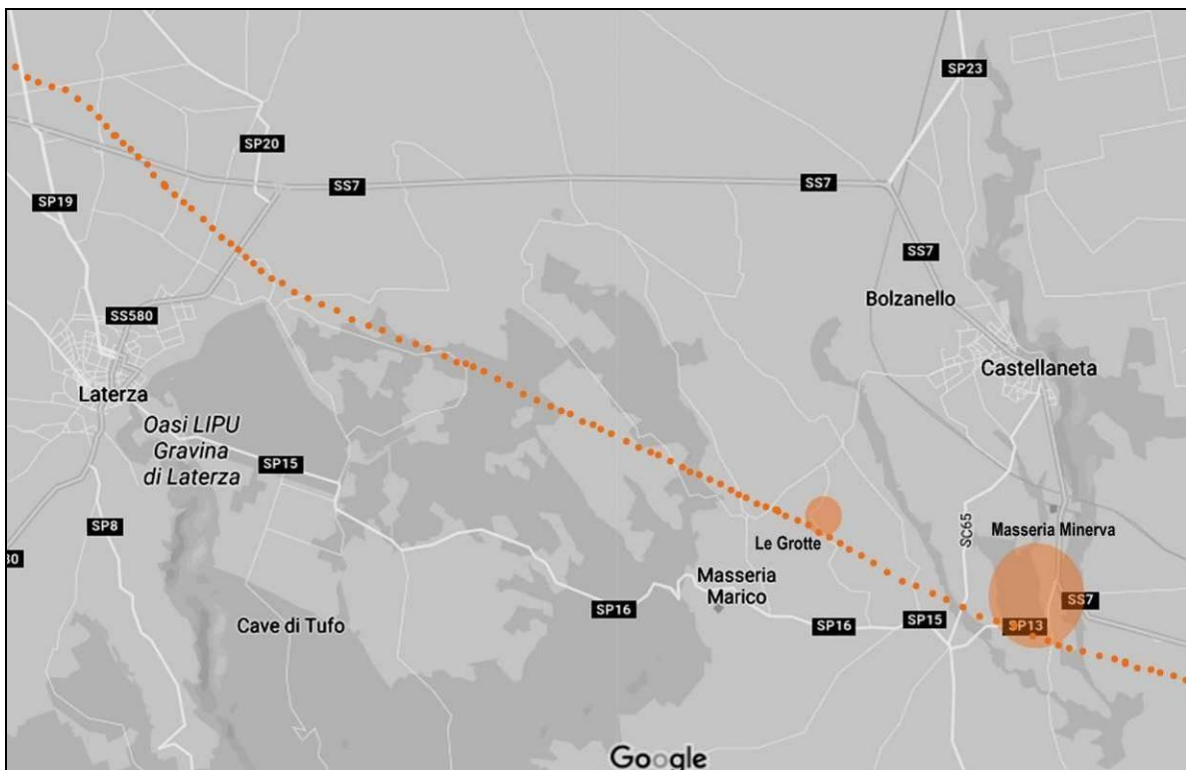 SP23
SP20
SS7
SS7
SP19
SS7
Bolzanello
SS580
Castellaneta
Laterza
Oasi LIPU
Gravina
di Laterza
SP15
SP8
SC65
Masseria Minerva
Le Grotte
30
Masseria
Marico
SS7
SP16
SP15
SP16
SP13
Cave di Tufo
Google